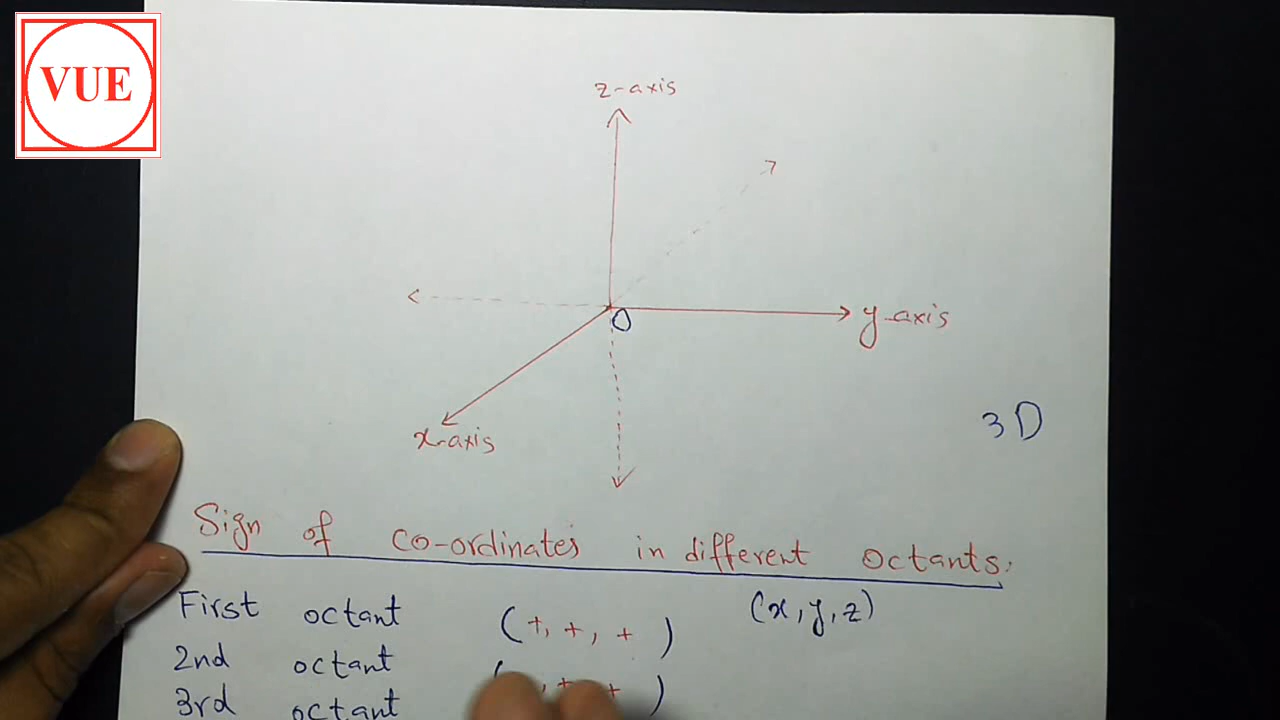 VUE
z-axis
O
y-axis
x-axis
3D
Sign of co-ordinates in different octants.
First octant (+, +, +) (x, y, z)
2nd octant ( , + + )
3rd octant